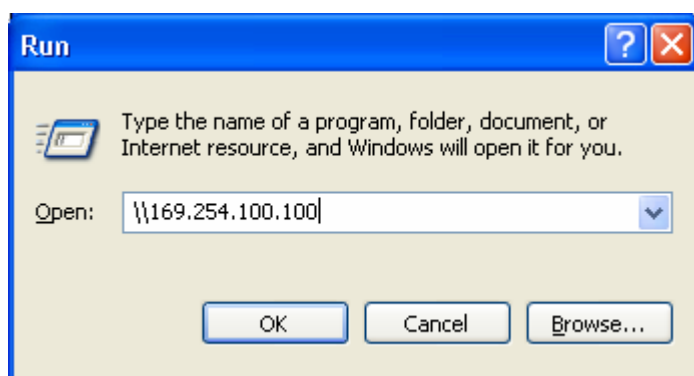 Run
Type the name of a program, folder, document, or
Internet resource, and Windows will open it for you.
Open: \\169.254.100.100
OK Cancel Browse...